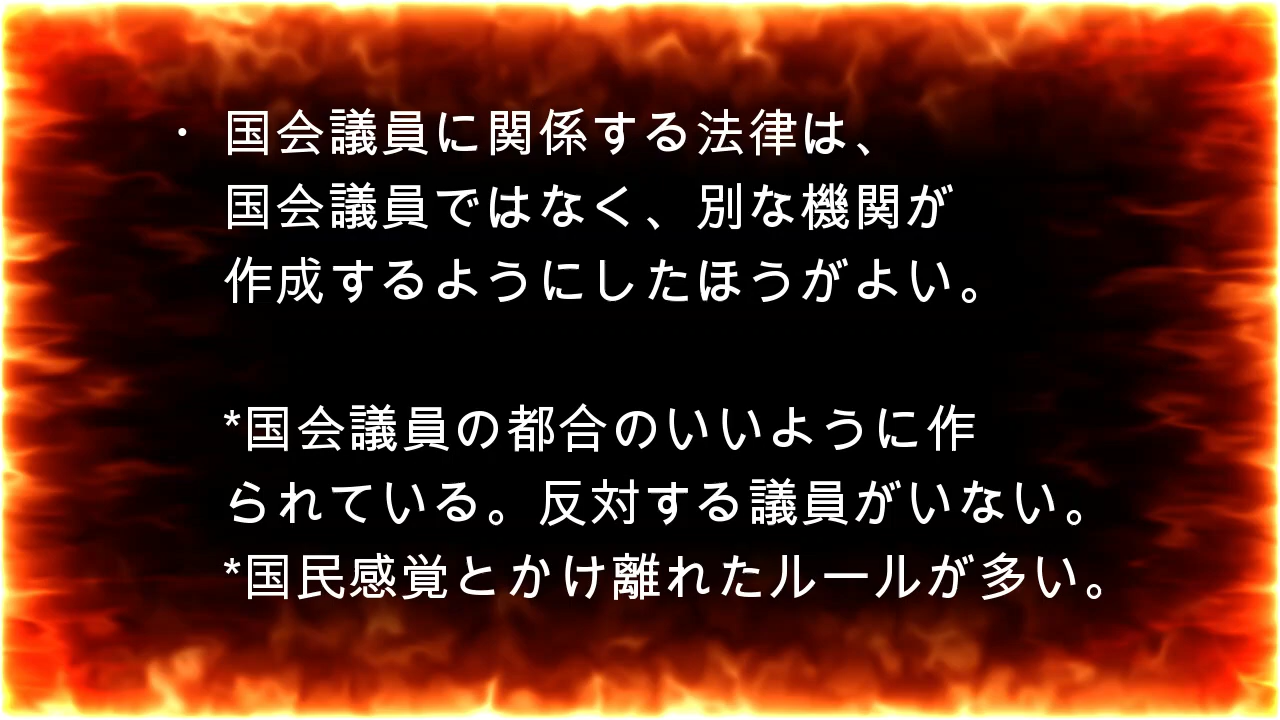 ・ 国会議員に関係する法律は、
国会議員ではなく、別な機関が
作成するようにしたほうがよい。
*国会議員の都合のいいように作
られている。反対する議員がいない。
*国民感覚とかけ離れたルールが多い。